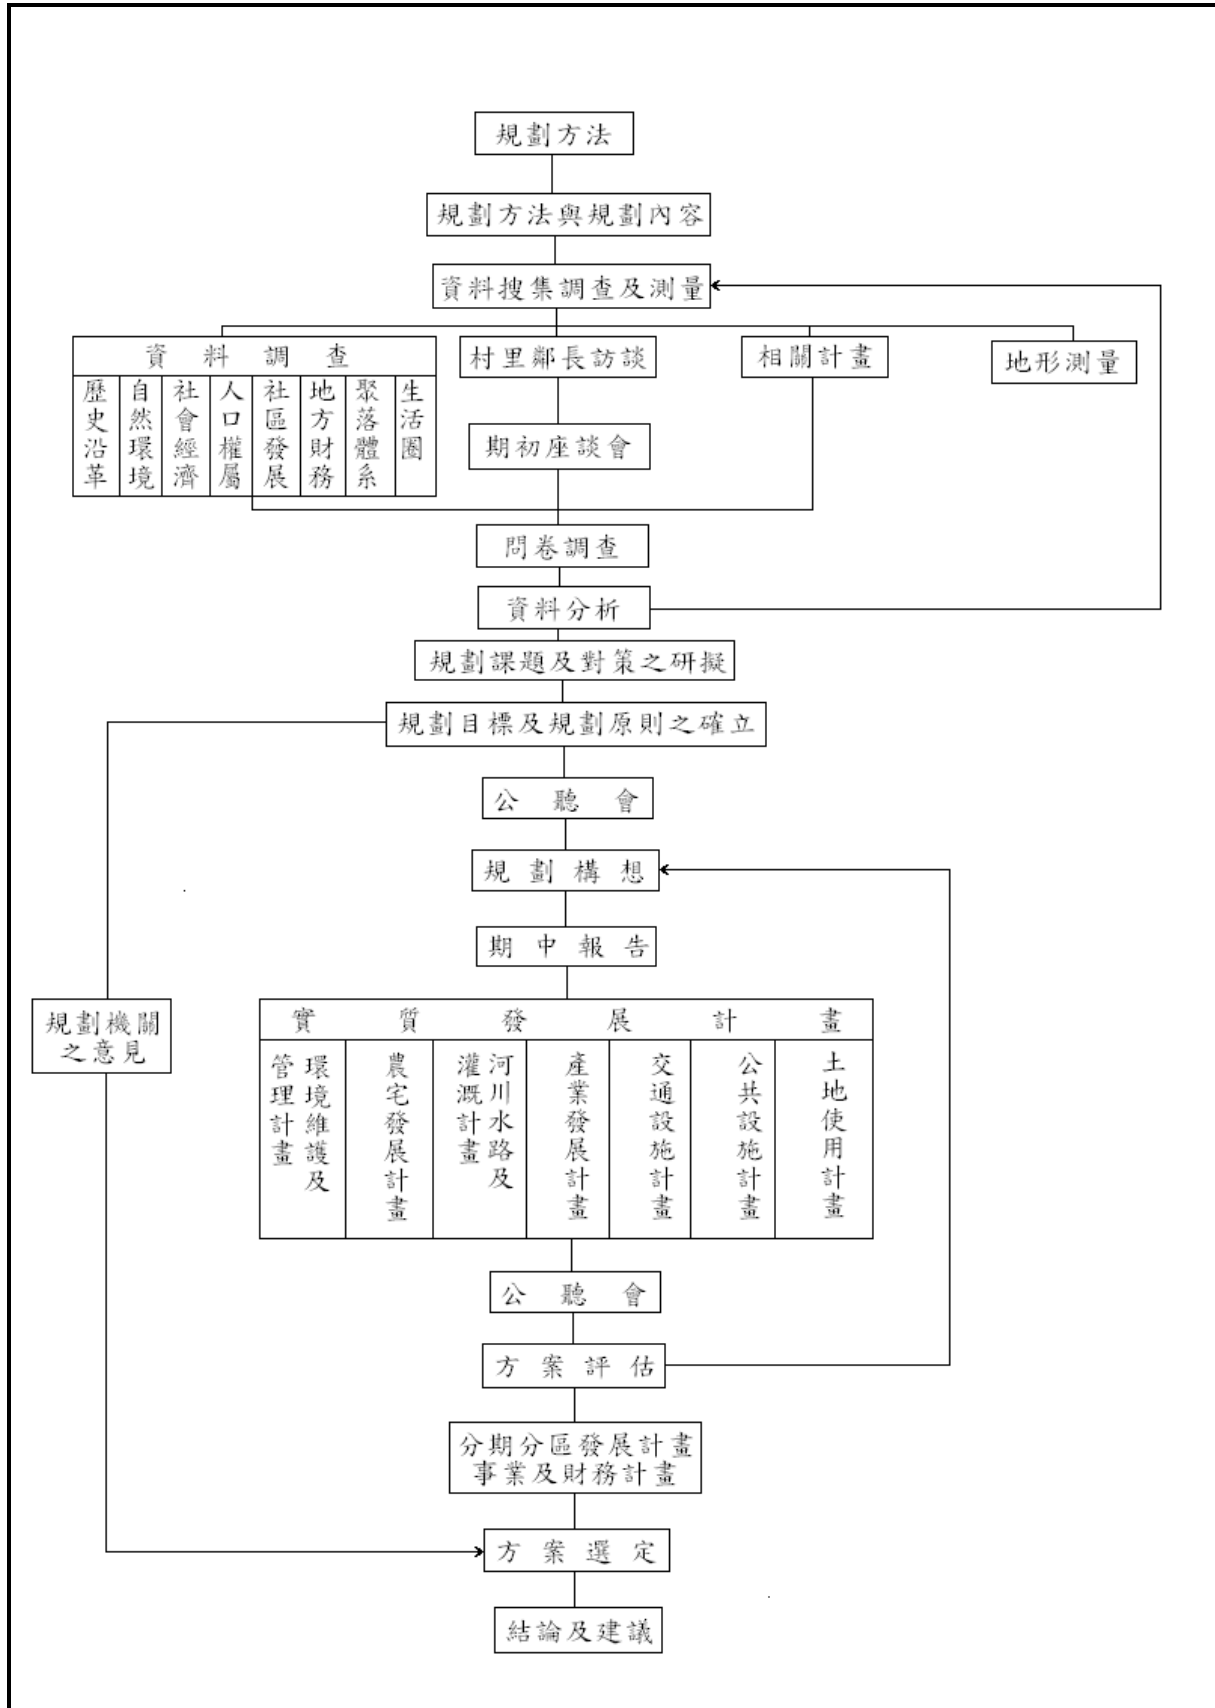 規劃方法
規劃方法與規劃內容
資料搜集調查及測量
資料調查
歷史沿革
自然環境
社會經濟
人口權屬
社區發展
地方財務
聚落體系
生活圈
村里鄰長訪談
相關計畫
地形測量
期初座談會
問卷調查
資料分析
規劃課題及對策之研擬
規劃目標及規劃原則之確立
公聽會
規劃構想
期中報告
規劃機關
之意見
實質發展計畫
環境維護及
管理計畫
農宅發展計畫
河川水路及
灌溉計畫
產業發展計畫
交通設施計畫
公共設施計畫
土地使用計畫
公聽會
方案評估
分期分區發展計畫
事業及財務計畫
方案選定
結論及建議